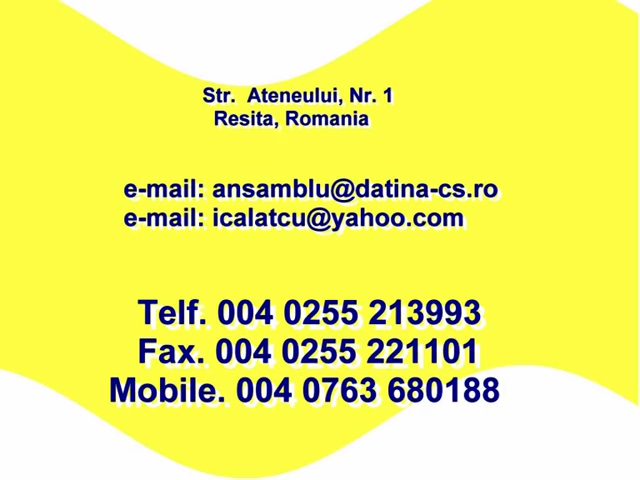 Str.  Ateneului, Nr. 1
Resita, Romania
e-mail: ansamblu@datina-cs.ro
e-mail: icalatcu@yahoo.com
Telf. 004 0255 213993
Fax. 004 0255 221101
Mobile. 004 0763 680188